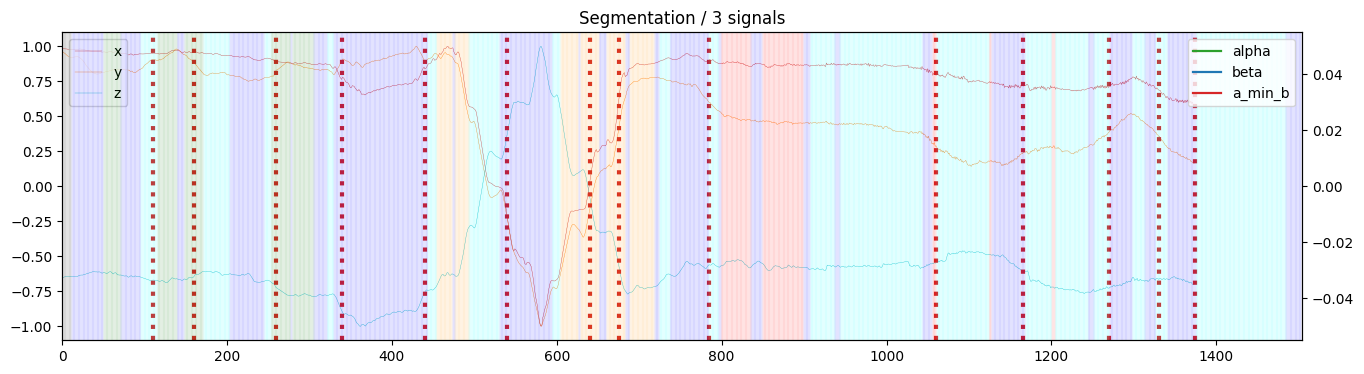 Segmentation / 3 signals
1.00
0.75
0.50
0.25
0.00
−0.25
−0.50
−0.75
−1.00
x
y
z
alpha
beta
a_min_b
0.04
0.02
0.00
−0.02
−0.04
0 200 400 600 800 1000 1200 1400